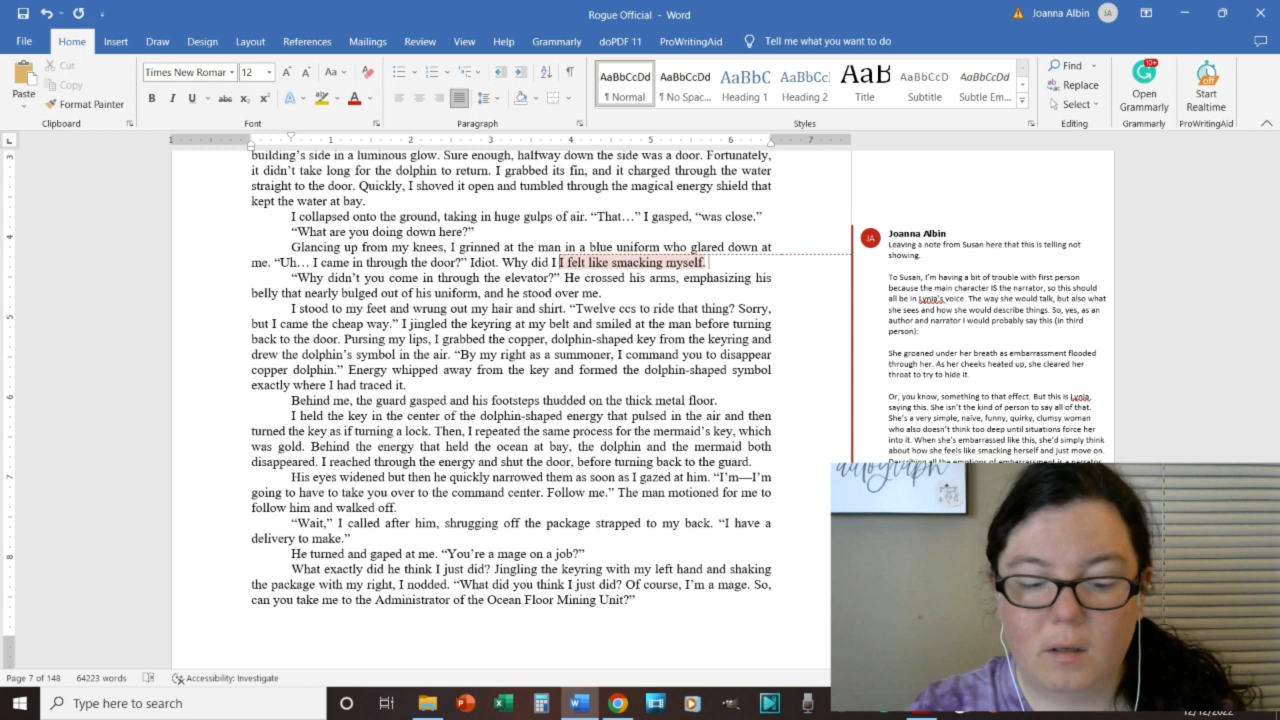 Rogue Official - Word
Joanna Albin
JA
File Home Insert Draw Design Layout References Mailings Review View Help Grammarly doPDF 11 ProWritingAid Tell me what you want to do
Paste
Cut
Copy
Format Painter
Clipboard
Times New Romar 12
Font
Paragraph
AaBbCcDd AaBbCcDd AaBbC AaBbCc AaB AaBbCcD AaBbCcDd
¶ Normal ¶ No Spac... Heading 1 Heading 2 Title Subtitle Subtle Em...
Styles
Find
Replace
Select
Editing
10+
Open Grammarly
Grammarly
off
Start Realtime
ProWritingAid
1 1 2 3 4 5 6 7
building's side in a luminous glow. Sure enough, halfway down the side was a door. Fortunately,
it didn't take long for the dolphin to return. I grabbed its fin, and it charged through the water
straight to the door. Quickly, I shoved it open and tumbled through the magical energy shield that
kept the water at bay.
I collapsed onto the ground, taking in huge gulps of air. “That…” I gasped, “was close.”
“What are you doing down here?”
Glancing up from my knees, I grinned at the man in a blue uniform who glared down at
me. “Uh… I came in through the door?” Idiot. Why did I I felt like smacking myself.
“Why didn't you come in through the elevator?” He crossed his arms, emphasizing his
belly that nearly bulged out of his uniform, and he stood over me.
I stood to my feet and wrung out my hair and shirt. “Twelve ccs to ride that thing? Sorry,
but I came the cheap way.” I jingled the keyring at my belt and smiled at the man before turning
back to the door. Pursing my lips, I grabbed the copper, dolphin-shaped key from the keyring and
drew the dolphin's symbol in the air. “By my right as a summoner, I command you to disappear
copper dolphin.” Energy whipped away from the key and formed the dolphin-shaped symbol
exactly where I had traced it.
Behind me, the guard gasped and his footsteps thudded on the thick metal floor.
I held the key in the center of the dolphin-shaped energy that pulsed in the air and then
turned the key as if turning a lock. Then, I repeated the same process for the mermaid's key, which
was gold. Behind the energy that held the ocean at bay, the dolphin and the mermaid both
disappeared. I reached through the energy and shut the door, before turning back to the guard.
His eyes widened but then he quickly narrowed them as soon as I gazed at him. “I'm—I'm
going to have to take you over to the command center. Follow me.” The man motioned for me to
follow him and walked off.
“Wait,” I called after him, shrugging off the package strapped to my back. “I have a
delivery to make.”
He turned and gaped at me. “You're a mage on a job?”
What exactly did he think I just did? Jingling the keyring with my left hand and shaking
the package with my right, I nodded. “What did you think I just did? Of course, I'm a mage. So,
can you take me to the Administrator of the Ocean Floor Mining Unit?”
JA
Joanna Albin
Leaving a note from Susan here that this is telling not
showing.
To Susan, I'm having a bit of trouble with first person
because the main character IS the narrator, so this should
all be in Lynia's voice. The way she would talk, but also what
she sees and how she would describe things. So, yes, as an
author and narrator I would probably say this (in third
person):
She groaned under her breath as embarrassment flooded
through her. As her cheeks heated up, she cleared her
throat to try to hide it.
Or, you know, something to that effect. But this is Lynia,
saying this. She isn't the kind of person to say all of that.
She's a very simple, naïve, funny, quirky, clumsy woman
who also doesn't think too deep until situations force her
into it. When she's embarrassed like this, she'd simply think
about how she feels like smacking herself and just move on.
Describing all the emotions of embarrassment is a narrator
autograph
Page 7 of 148 64223 words Accessibility: Investigate
Type here to search
12/12/2022